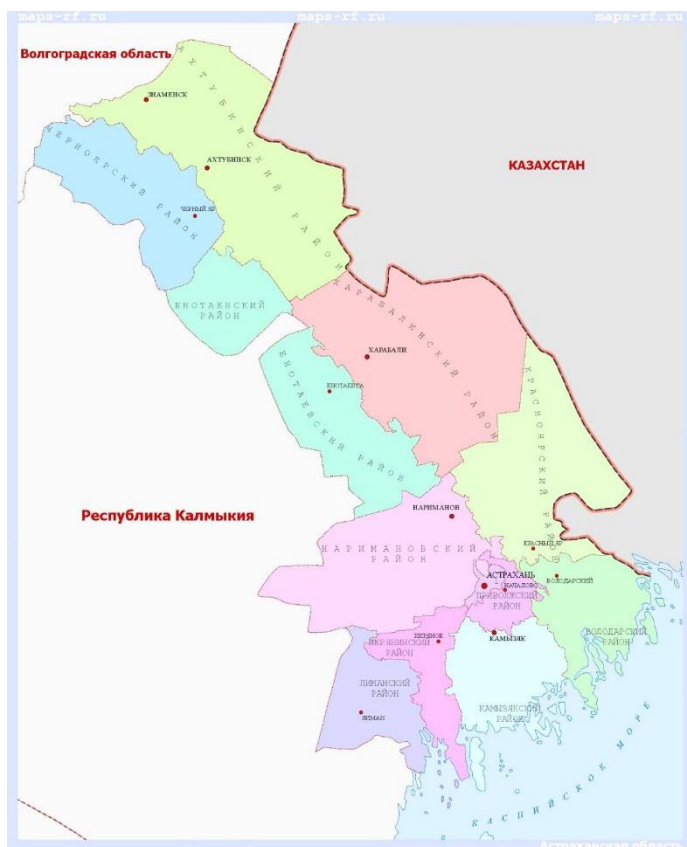 maps-rf.ru maps-rf.ru maps-rf.ru
Волгоградская область
ЗНАМЕНСК
АХТУБИНСКИЙ РАЙОН
ЧЕРНОЯРСКИЙ РАЙОН
АХТУБИНСК
КАЗАХСТАН
ЧЕРНЫЙ ЯР
ЕНОТАЕВСКИЙ
РАЙОН
ХАРАБАЛИНСКИЙ РАЙОН
ХАРАБАЛИ
ЕНОТАЕВКА
ЕНОТАЕВСКИЙ РАЙОН
КРАСНОЯРСКИЙ РАЙОН
Республика Калмыкия
НАРИМАНОВ
НАРИМАНОВСКИЙ
РАЙОН
КРАСНЫЙ ЯР
АСТРАХАНЬ
НАЧАЛОВО
ВОЛОДАРСКИЙ
ПРИВОЛЖСКИЙ
РАЙОН
ИКРЯНОЕ
КАМЫЗЯК
ВОЛОДАРСКИЙ
РАЙОН
ИКРЯНИНСКИЙ
РАЙОН
ЛИМАНСКИЙ
РАЙОН
ЛИМАН
КАМЫЗЯКСКИЙ
РАЙОН
КАСПИЙСКОЕ МОРЕ
Астраханская область